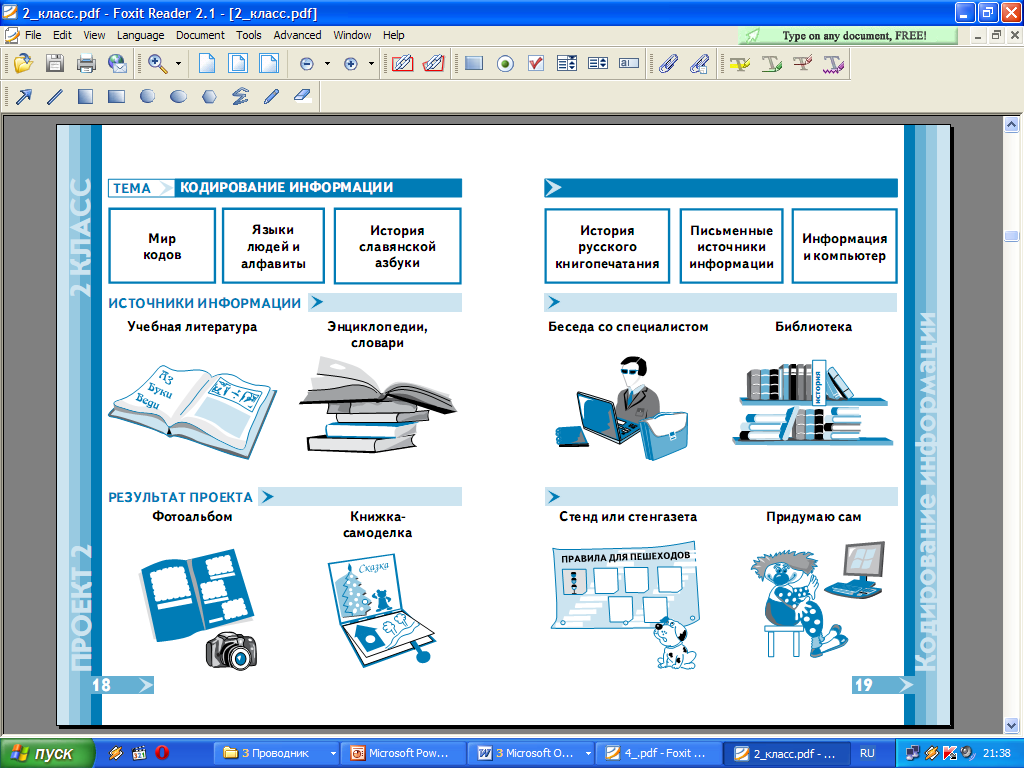 2_класс.pdf - Foxit Reader 2.1 - [2_класс.pdf]
File Edit View Language Document Tools Advanced Window Help
Type on any document, FREE!
2 КЛАСС
ПРОЕКТ 2
ТЕМА
КОДИРОВАНИЕ ИНФОРМАЦИИ
Мир
кодов
Языки
людей и
алфавиты
История
славянской
азбуки
История
русского
книгопечатания
Письменные
источники
информации
Информация
и компьютер
ИСТОЧНИКИ ИНФОРМАЦИИ
Учебная литература
Энциклопедии,
словари
Беседа со специалистом
Библиотека
Аз
Буки
Веди
история
РЕЗУЛЬТАТ ПРОЕКТА
Фотоальбом
Книжка-
самоделка
Стенд или стенгазета
Придумаю сам
Сказка
ПРАВИЛА ДЛЯ ПЕШЕХОДОВ
18
19
Кодирование информации
пуск
3 Проводник
Microsoft Pow...
3 Microsoft O...
4_.pdf - Foxit ...
2_класс.pdf - ...
RU
21:38